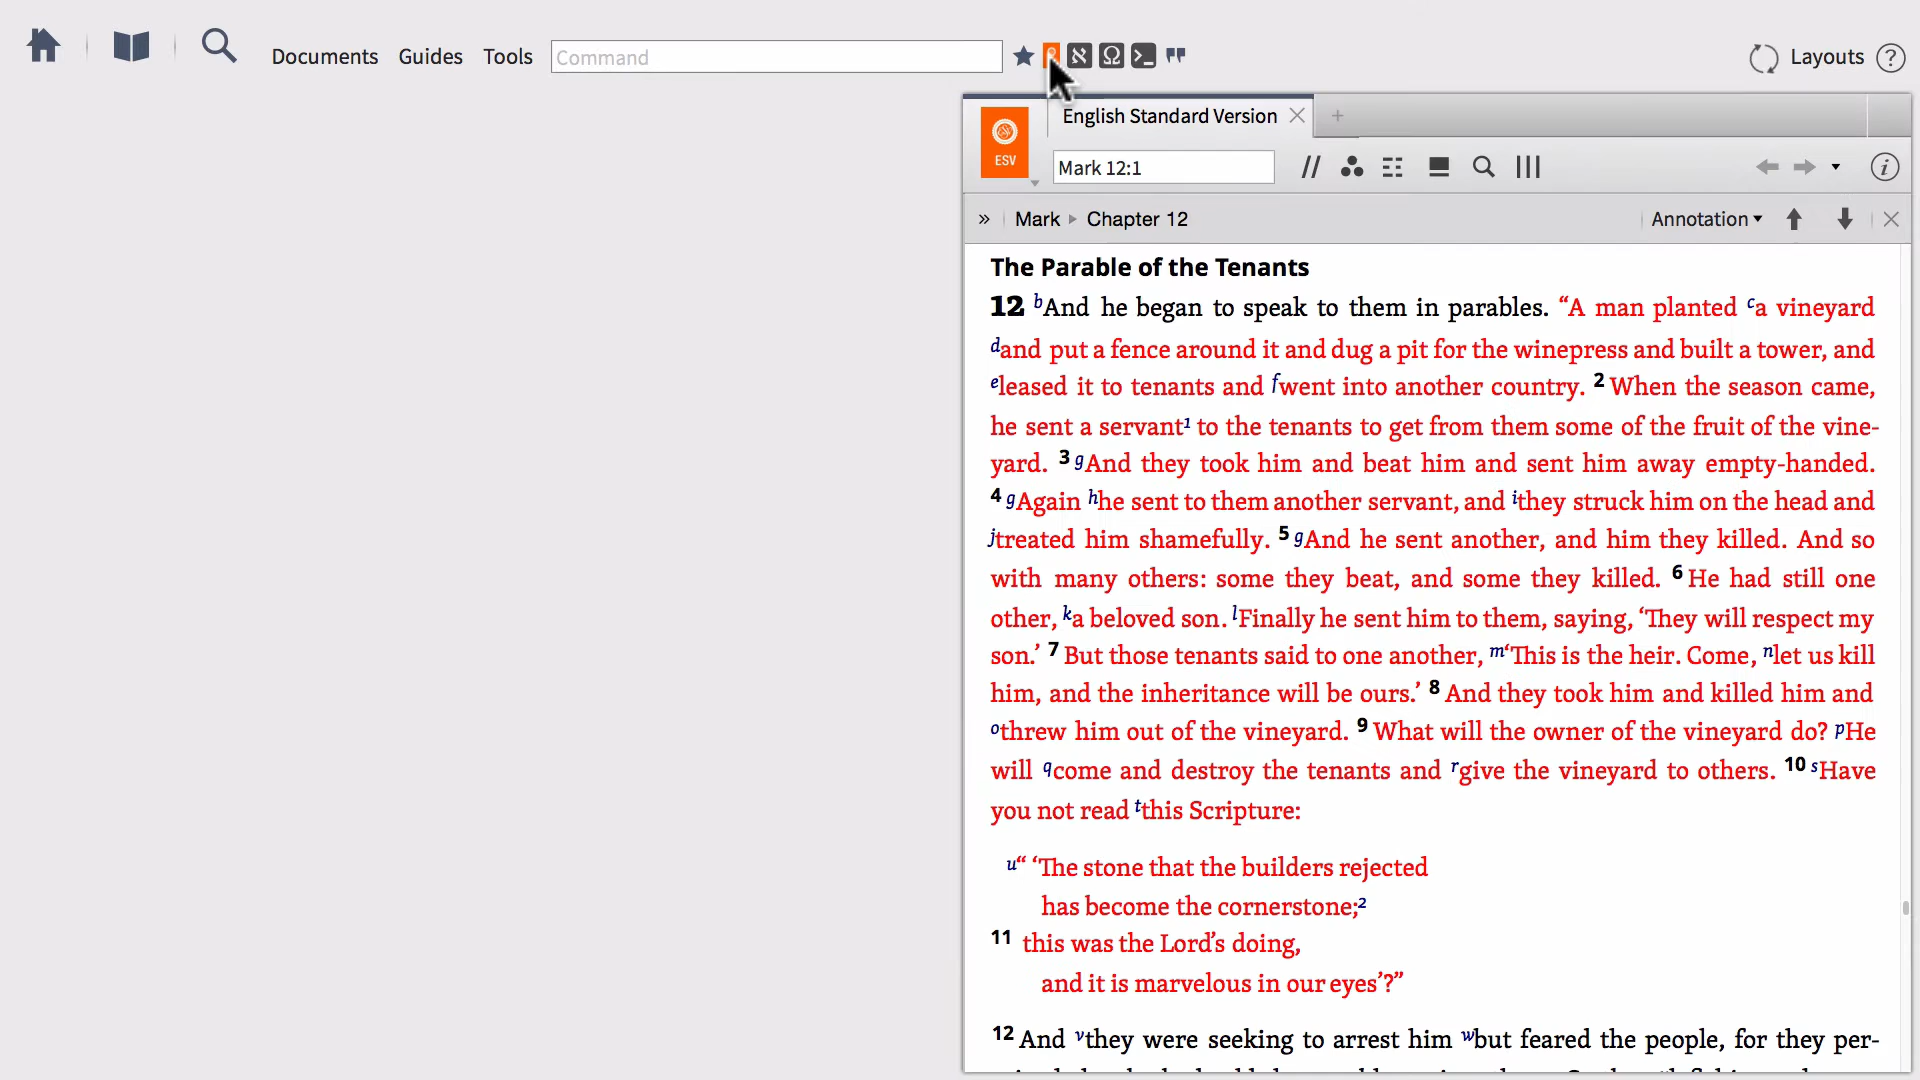 Documents Guides Tools Command Layouts ?
English Standard Version
ESV
Mark 12:1
» Mark ▸ Chapter 12 Annotation
The Parable of the Tenants
12 bAnd he began to speak to them in parables. “A man planted ca vineyard
dand put a fence around it and dug a pit for the winepress and built a tower, and
eleased it to tenants and fwent into another country. 2 When the season came,
he sent a servant1 to the tenants to get from them some of the fruit of the vine-
yard. 3 gAnd they took him and beat him and sent him away empty-handed.
4 gAgain hhe sent to them another servant, and ithey struck him on the head and
jtreated him shamefully. 5 gAnd he sent another, and him they killed. And so
with many others: some they beat, and some they killed. 6 He had still one
other, ka beloved son. lFinally he sent him to them, saying, ‘They will respect my
son.’ 7 But those tenants said to one another, m‘This is the heir. Come, nlet us kill
him, and the inheritance will be ours.’ 8 And they took him and killed him and
othrew him out of the vineyard. 9 What will the owner of the vineyard do? pHe
will qcome and destroy the tenants and rgive the vineyard to others. 10 sHave
you not read tthis Scripture:
u“ ‘The stone that the builders rejected
has become the cornerstone;2
11 this was the Lord’s doing,
and it is marvelous in our eyes’?”
12 And vthey were seeking to arrest him wbut feared the people, for they per-